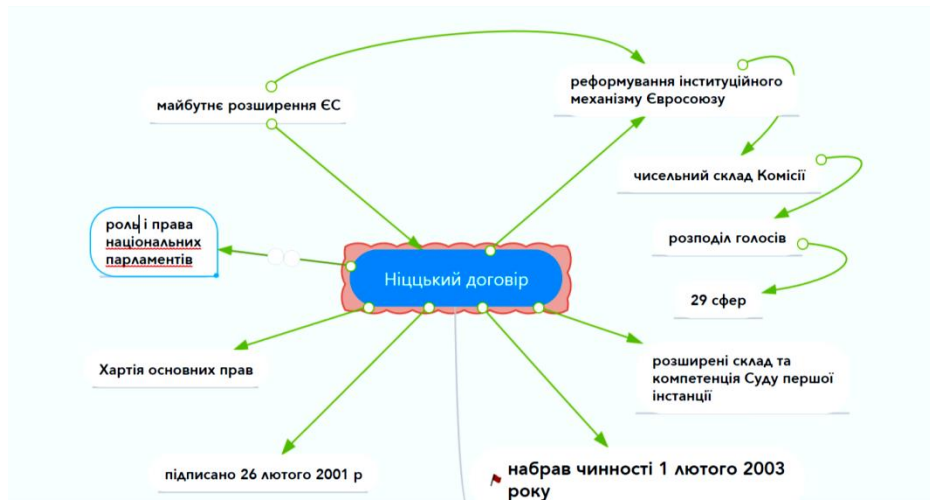 реформування інституційного
механізму Євросоюзу
майбутнє розширення ЄС
чисельний склад Комісії
роль і права
національних
парламентів
розподіл голосів
Ніццький договір
29 сфер
Хартія основних прав
розширені склад та
компетенція Суду першої
інстанції
підписано 26 лютого 2001 р
набрав чинності 1 лютого 2003
року